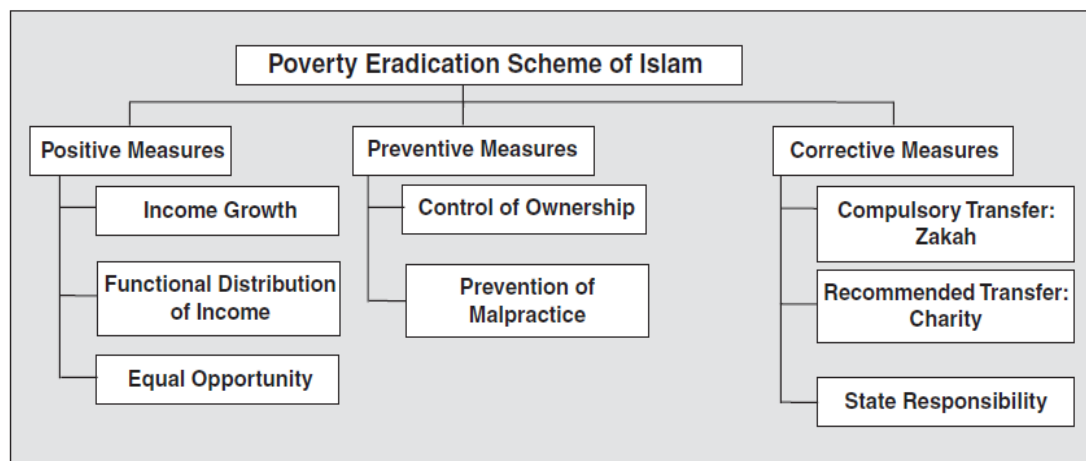 Poverty Eradication Scheme of Islam
Positive Measures
Income Growth
Functional Distribution
of Income
Equal Opportunity
Preventive Measures
Control of Ownership
Prevention of
Malpractice
Corrective Measures
Compulsory Transfer:
Zakah
Recommended Transfer:
Charity
State Responsibility